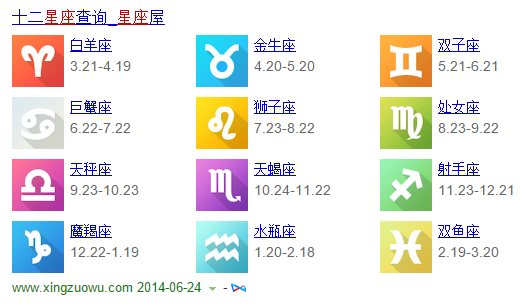 十二星座查询_星座屋
白羊座 金牛座 双子座
3.21-4.19 4.20-5.20 5.21-6.21
巨蟹座 狮子座 处女座
6.22-7.22 7.23-8.22 8.23-9.22
天秤座 天蝎座 射手座
9.23-10.23 10.24-11.22 11.23-12.21
魔羯座 水瓶座 双鱼座
12.22-1.19 1.20-2.18 2.19-3.20
www.xingzuowu.com 2014-06-24 -